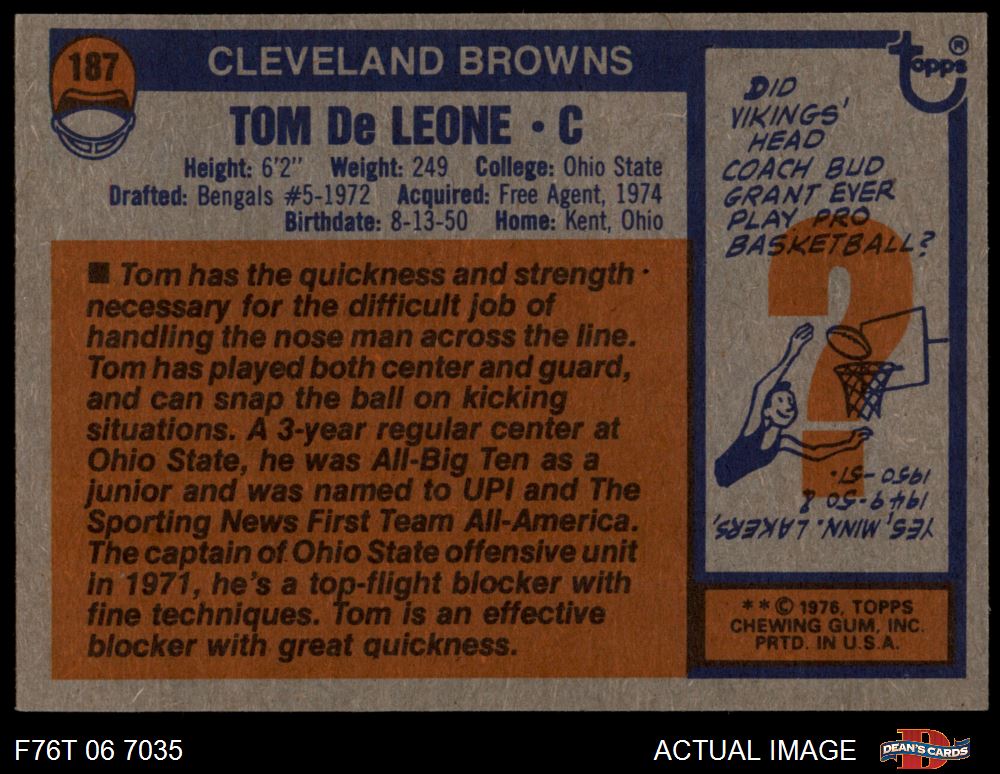 187
CLEVELAND BROWNS
TOM De LEONE • C
Height: 6'2" Weight: 249 College: Ohio State
Drafted: Bengals #5-1972 Acquired: Free Agent, 1974
Birthdate: 8-13-50 Home: Kent, Ohio
■ Tom has the quickness and strength
necessary for the difficult job of
handling the nose man across the line.
Tom has played both center and guard,
and can snap the ball on kicking
situations. A 3-year regular center at
Ohio State, he was All-Big Ten as a
junior and was named to UPI and The
Sporting News First Team All-America.
The captain of Ohio State offensive unit
in 1971, he's a top-flight blocker with
fine techniques. Tom is an effective
blocker with great quickness.
topps®
DID
VIKINGS'
HEAD
COACH BUD
GRANT EVER
PLAY PRO
BASKETBALL?
?
YES, MINN. LAKERS,
1949-50 &
1950-51.
**© 1976, TOPPS
CHEWING GUM, INC.
PRTD. IN U.S.A.
F76T 06 7035
ACTUAL IMAGE
DEAN'S CARDS